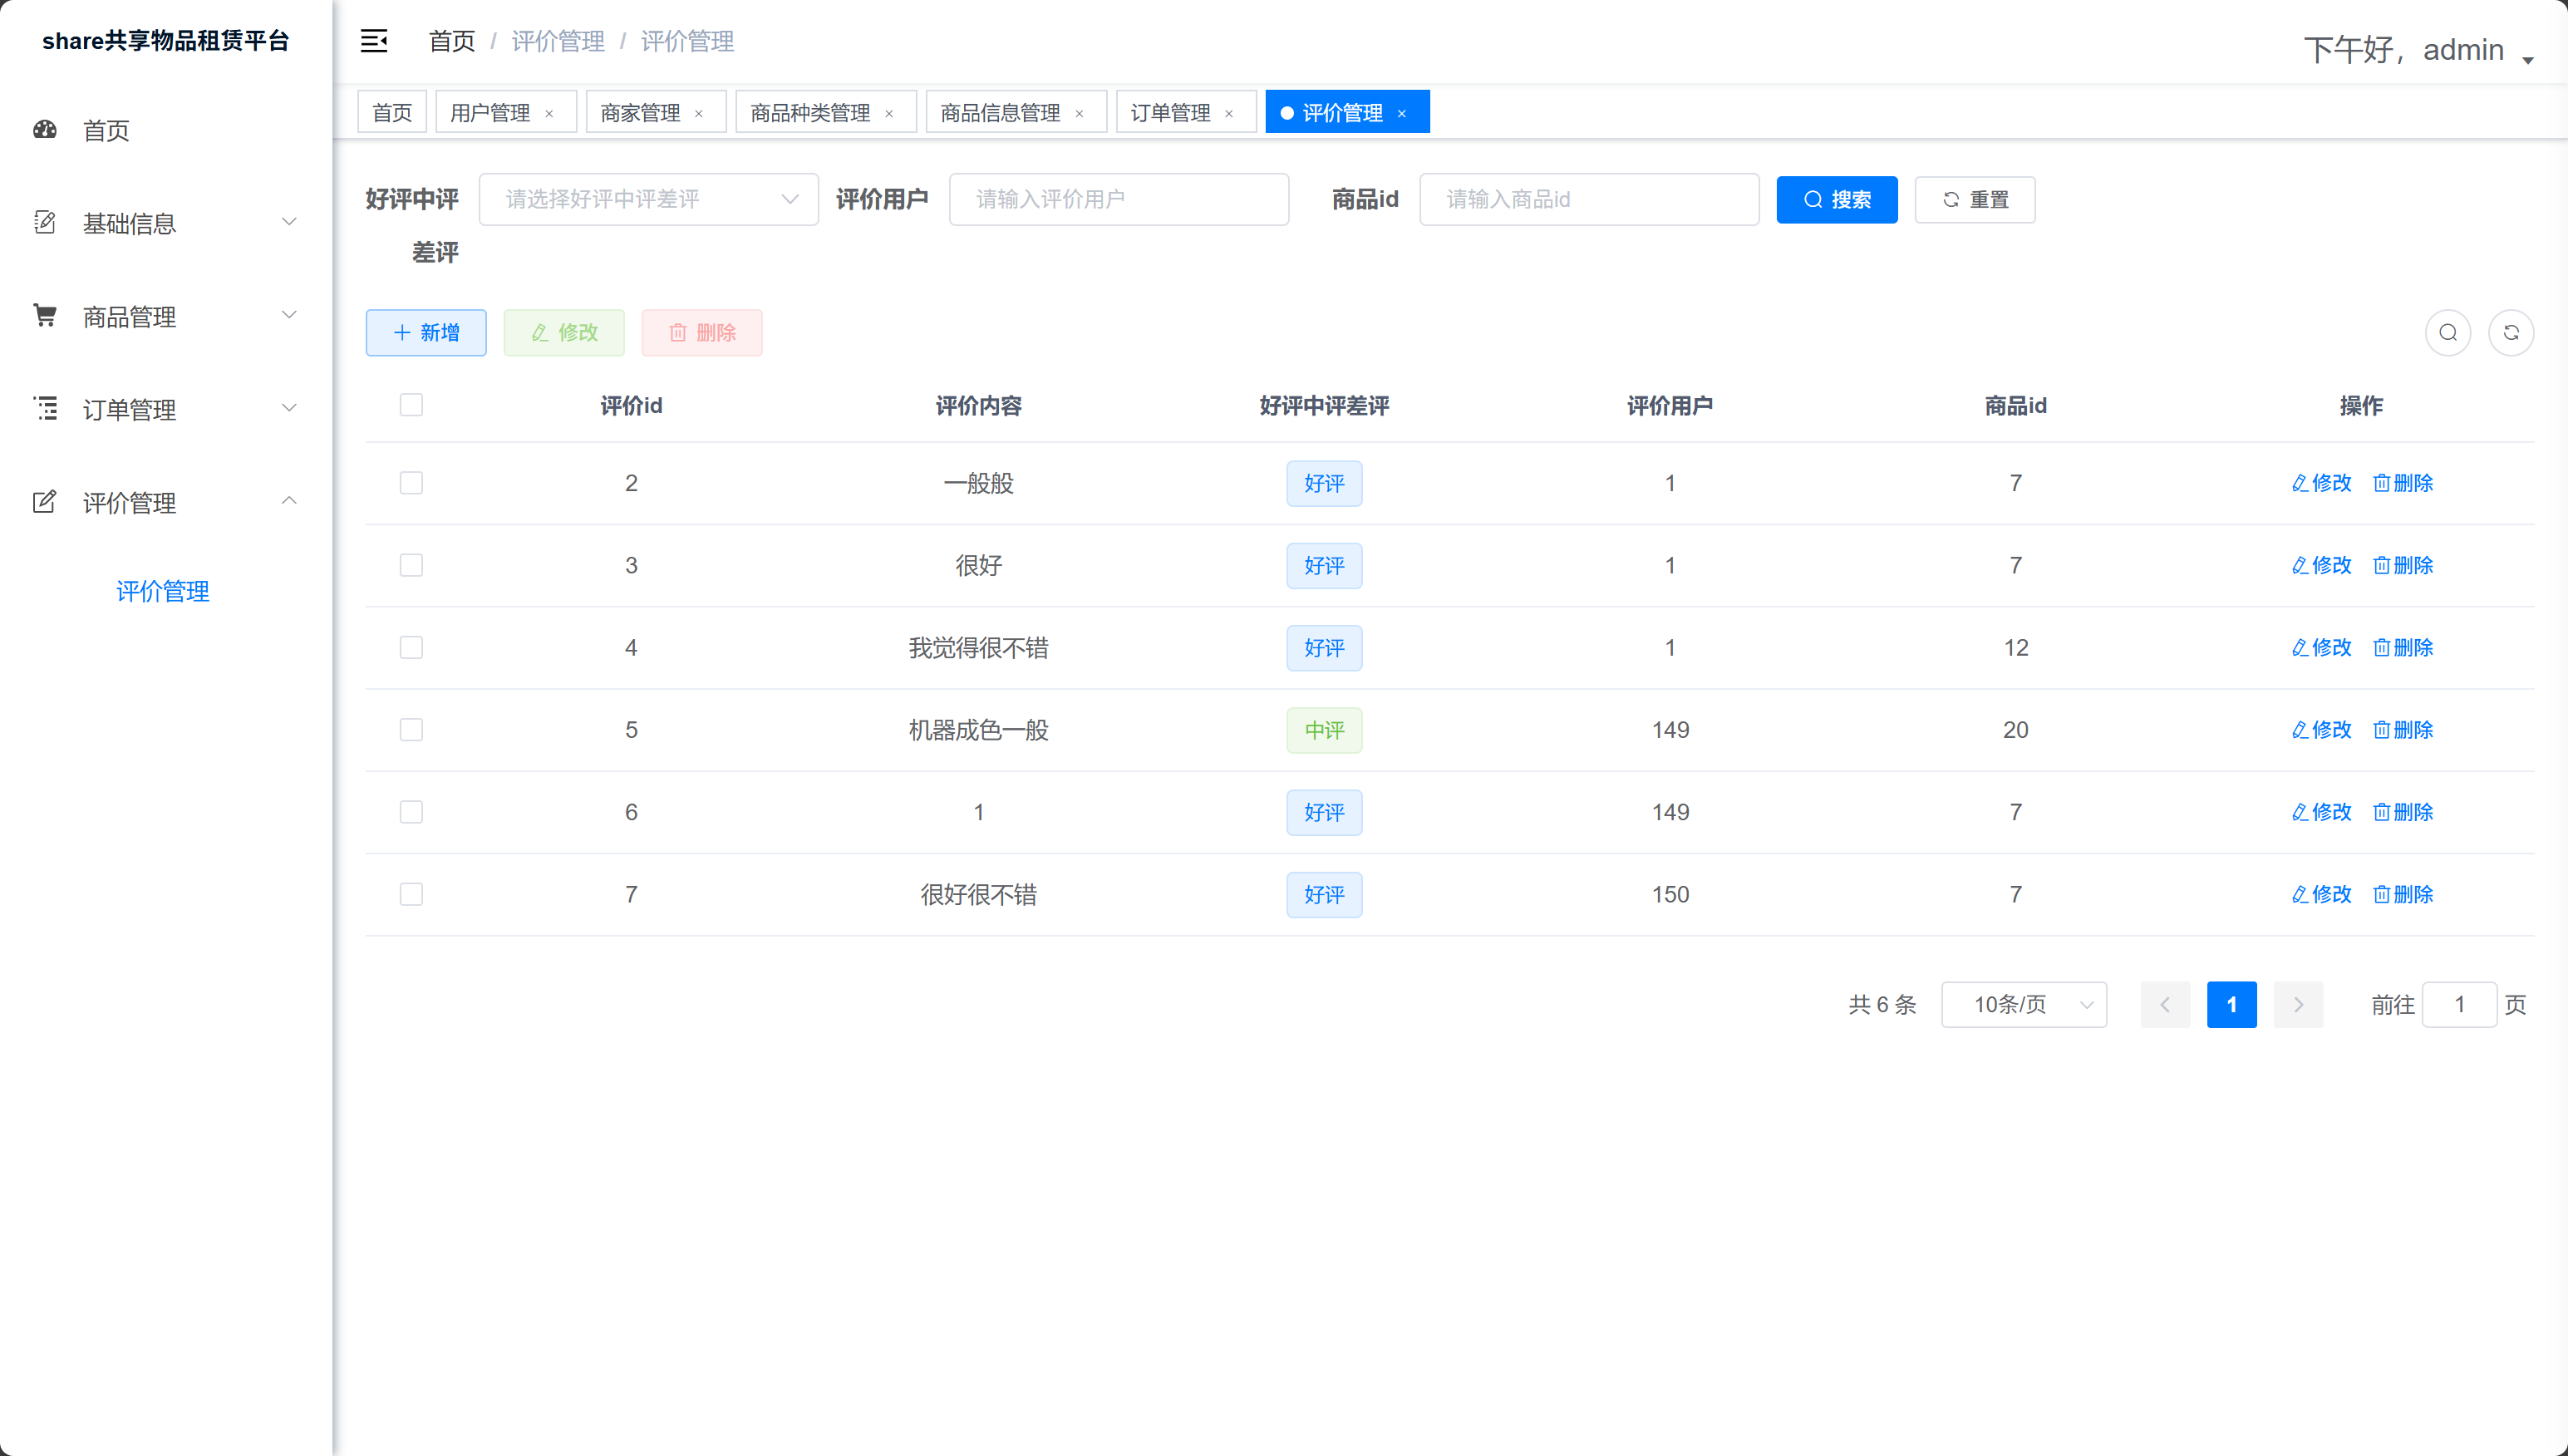 share共享物品租赁平台
首页 / 评价管理 / 评价管理
下午好，admin
首页
用户管理 ×
商家管理 ×
商品种类管理 ×
商品信息管理 ×
订单管理 ×
评价管理 ×
首页
基础信息
商品管理
订单管理
评价管理
评价管理
好评中评差评
请选择好评中评差评
评价用户
请输入评价用户
商品id
请输入商品id
搜索
重置
新增
修改
删除
评价id 评价内容 好评中评差评 评价用户 商品id 操作
2 一般般 好评 1 7 修改 删除
3 很好 好评 1 7 修改 删除
4 我觉得很不错 好评 1 12 修改 删除
5 机器成色一般 中评 149 20 修改 删除
6 1 好评 149 7 修改 删除
7 很好很不错 好评 150 7 修改 删除
共 6 条 10条/页 1 前往 1 页